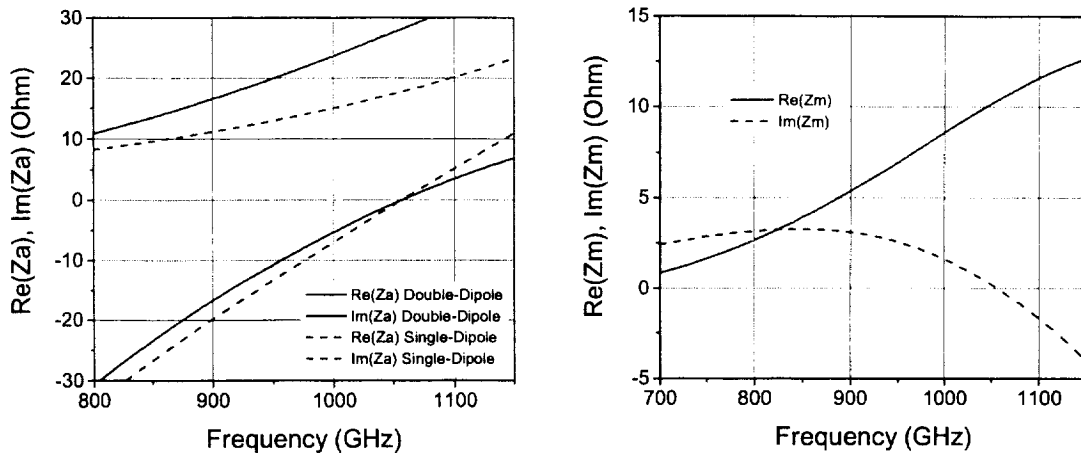 Re(Za), Im(Za) (Ohm)
30
20
10
0
-10
-20
-30
Re(Za) Double-Dipole
Im(Za) Double-Dipole
Re(Za) Single-Dipole
Im(Za) Single-Dipole
800 900 1000 1100
Frequency (GHz)
Re(Zm), Im(Zm) (Ohm)
15
10
5
0
-5
Re(Zm)
Im(Zm)
700 800 900 1000 1100
Frequency (GHz)